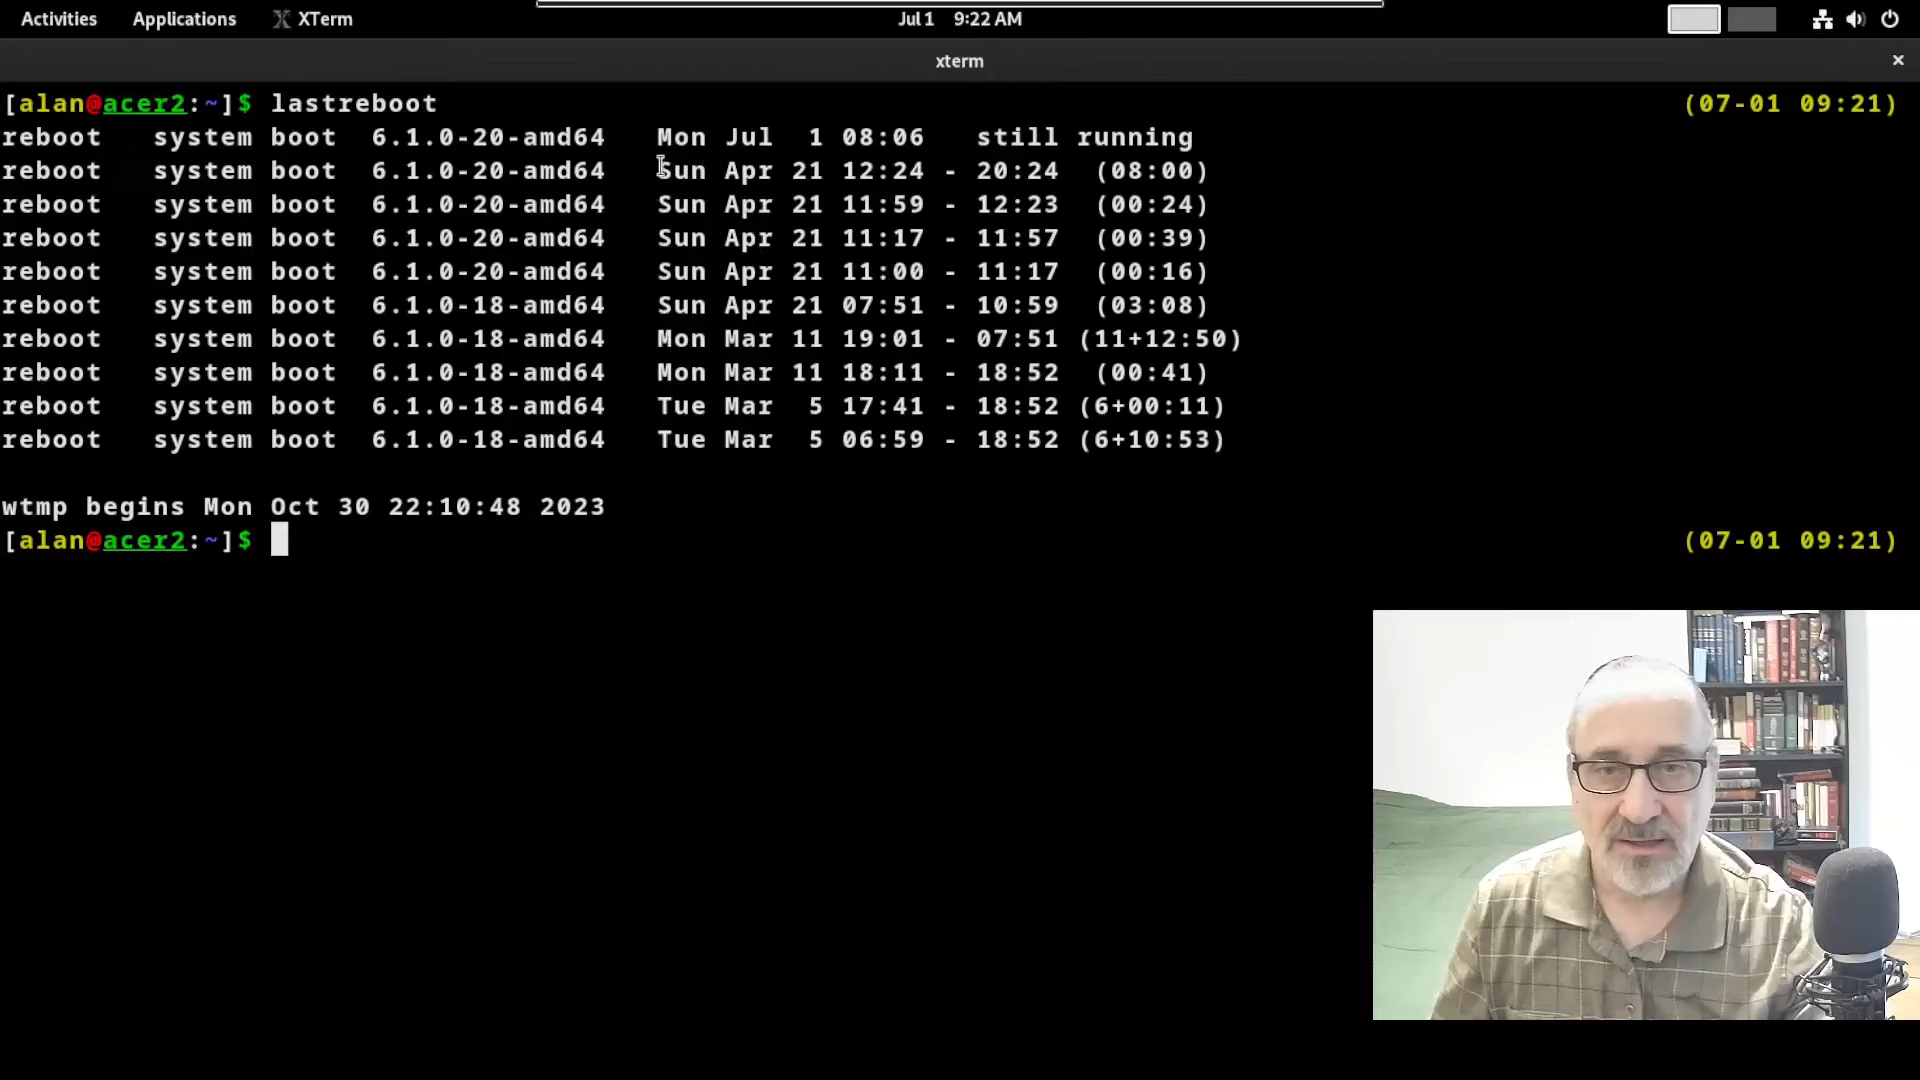 Activities Applications XTerm Jul 1 9:22 AM
xterm ×
[alan@acer2:~]$ lastreboot (07-01 09:21)
reboot system boot 6.1.0-20-amd64 Mon Jul 1 08:06 still running
reboot system boot 6.1.0-20-amd64 Sun Apr 21 12:24 - 20:24 (08:00)
reboot system boot 6.1.0-20-amd64 Sun Apr 21 11:59 - 12:23 (00:24)
reboot system boot 6.1.0-20-amd64 Sun Apr 21 11:17 - 11:57 (00:39)
reboot system boot 6.1.0-20-amd64 Sun Apr 21 11:00 - 11:17 (00:16)
reboot system boot 6.1.0-18-amd64 Sun Apr 21 07:51 - 10:59 (03:08)
reboot system boot 6.1.0-18-amd64 Mon Mar 11 19:01 - 07:51 (11+12:50)
reboot system boot 6.1.0-18-amd64 Mon Mar 11 18:11 - 18:52 (00:41)
reboot system boot 6.1.0-18-amd64 Tue Mar 5 17:41 - 18:52 (6+00:11)
reboot system boot 6.1.0-18-amd64 Tue Mar 5 06:59 - 18:52 (6+10:53)
wtmp begins Mon Oct 30 22:10:48 2023
[alan@acer2:~]$ (07-01 09:21)